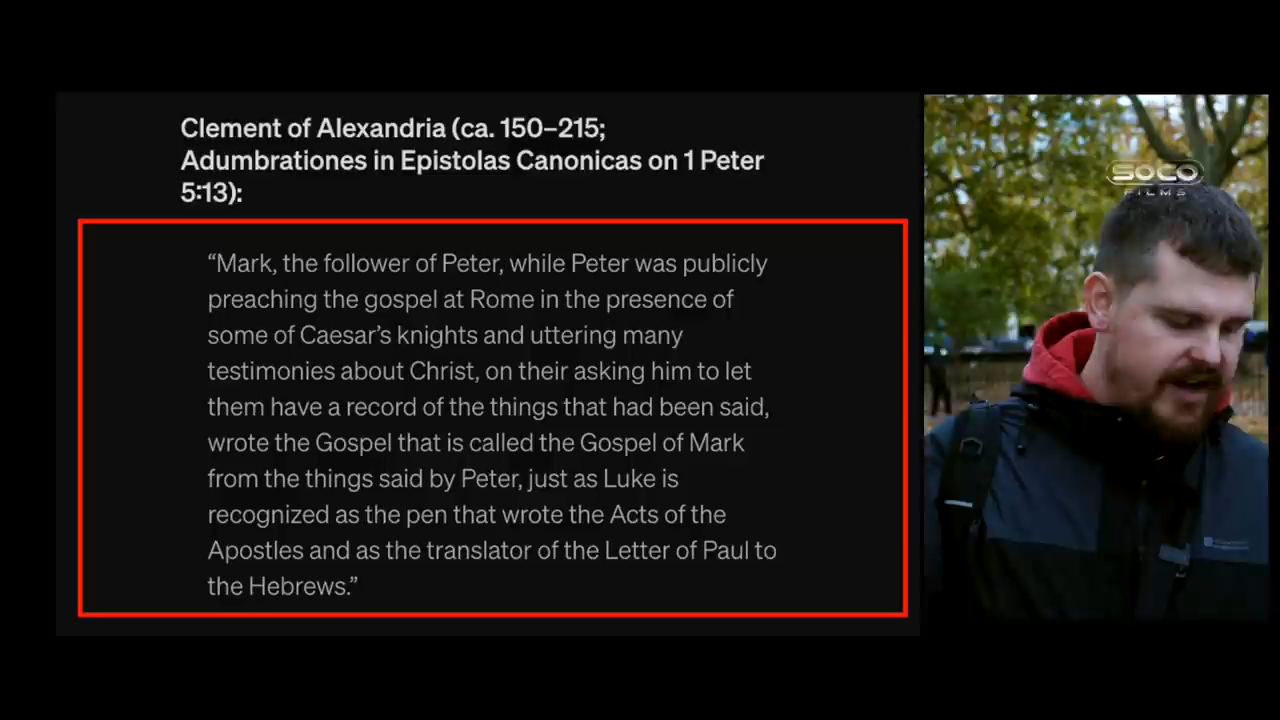 Clement of Alexandria (ca. 150–215;
Adumbrationes in Epistolas Canonicas on 1 Peter
5:13):
“Mark, the follower of Peter, while Peter was publicly
preaching the gospel at Rome in the presence of
some of Caesar’s knights and uttering many
testimonies about Christ, on their asking him to let
them have a record of the things that had been said,
wrote the Gospel that is called the Gospel of Mark
from the things said by Peter, just as Luke is
recognized as the pen that wrote the Acts of the
Apostles and as the translator of the Letter of Paul to
the Hebrews.”
SOCO
FILMS